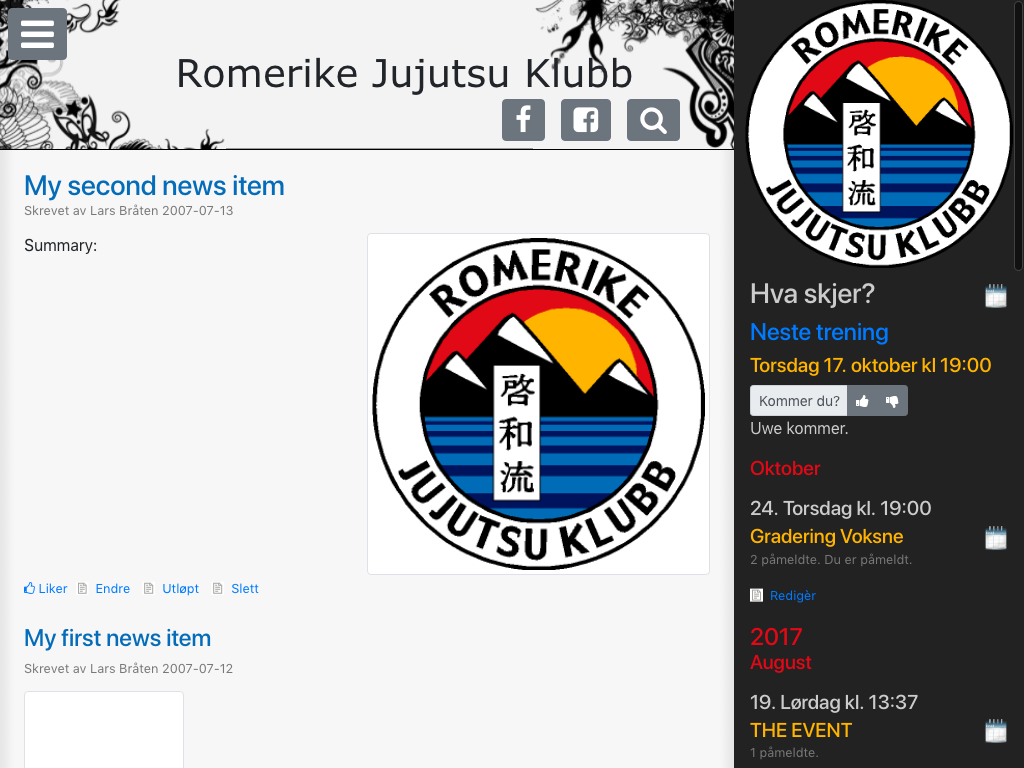 Romerike Jujutsu Klubb
My second news item
Skrevet av Lars Bråten 2007-07-13
Summary:
ROMERIKE
啓和流
JUJUTSU KLUBB
Liker Endre Utløpt Slett
My first news item
Skrevet av Lars Bråten 2007-07-12
ROMERIKE
啓和流
JUJUTSU KLUBB
Hva skjer?
Neste trening
Torsdag 17. oktober kl 19:00
Kommer du?
Uwe kommer.
Oktober
24. Torsdag kl. 19:00
Gradering Voksne
2 påmeldte. Du er påmeldt.
Redigèr
2017
August
19. Lørdag kl. 13:37
THE EVENT
1 påmeldte.